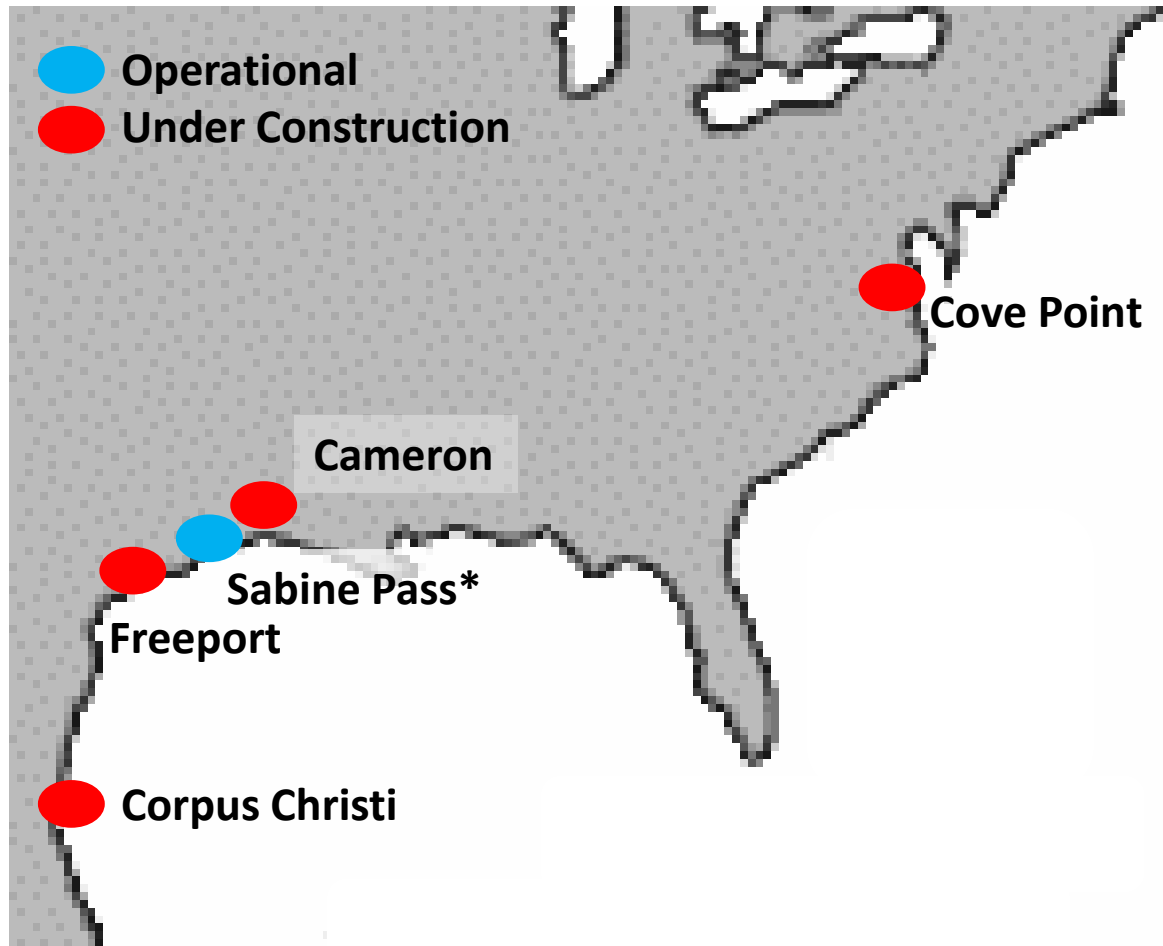 Operational
Under Construction
Cove Point
Cameron
Sabine Pass*
Freeport
Corpus Christi